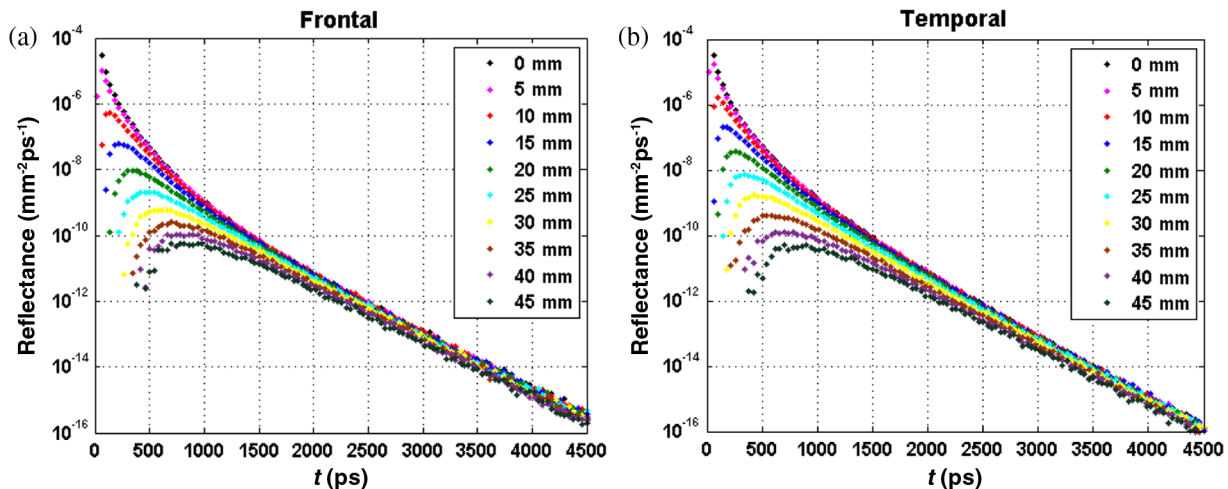 (a)
Frontal
Reflectance (mm⁻²ps⁻¹)
10⁻⁴
10⁻⁶
10⁻⁸
10⁻¹⁰
10⁻¹²
10⁻¹⁴
10⁻¹⁶
0 mm
5 mm
10 mm
15 mm
20 mm
25 mm
30 mm
35 mm
40 mm
45 mm
0 500 1000 1500 2000 2500 3000 3500 4000 4500
t (ps)
(b)
Temporal
Reflectance (mm⁻²ps⁻¹)
10⁻⁴
10⁻⁶
10⁻⁸
10⁻¹⁰
10⁻¹²
10⁻¹⁴
10⁻¹⁶
0 mm
5 mm
10 mm
15 mm
20 mm
25 mm
30 mm
35 mm
40 mm
45 mm
0 500 1000 1500 2000 2500 3000 3500 4000 4500
t (ps)